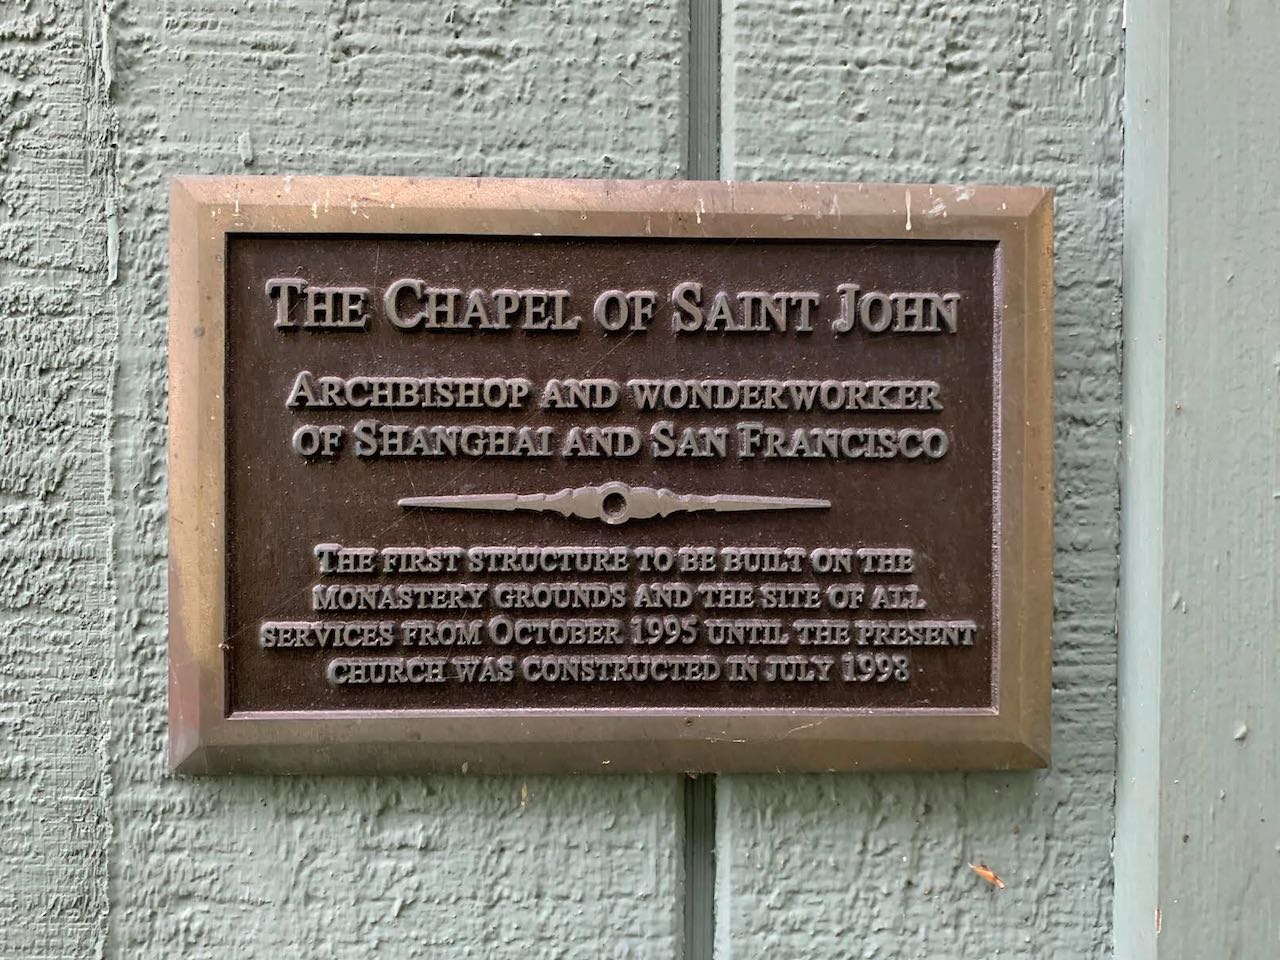 The Chapel of Saint John
Archbishop and wonderworker
of Shanghai and San Francisco
The first structure to be built on the
monastery grounds and the site of all
services from October 1995 until the present
church was constructed in July 1998